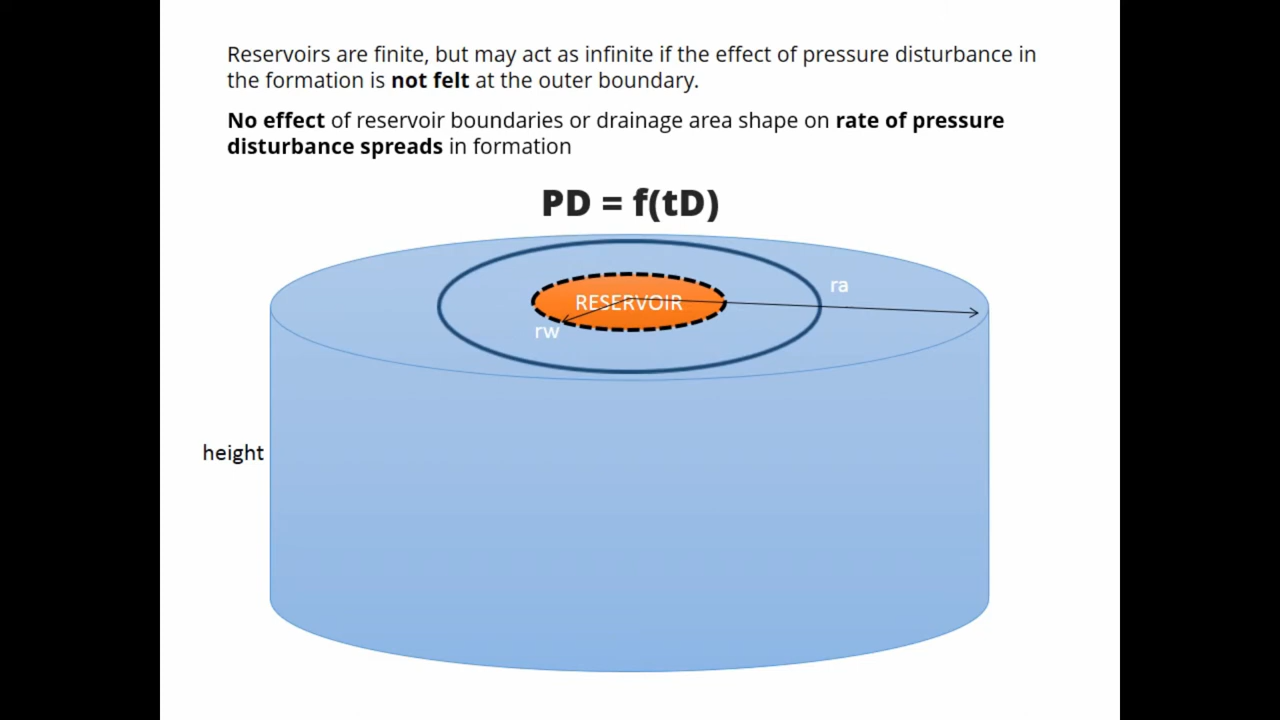 Reservoirs are finite, but may act as infinite if the effect of pressure disturbance in
the formation is not felt at the outer boundary.
No effect of reservoir boundaries or drainage area shape on rate of pressure
disturbance spreads in formation
PD = f(tD)
ra
RESERVOIR
rw
height